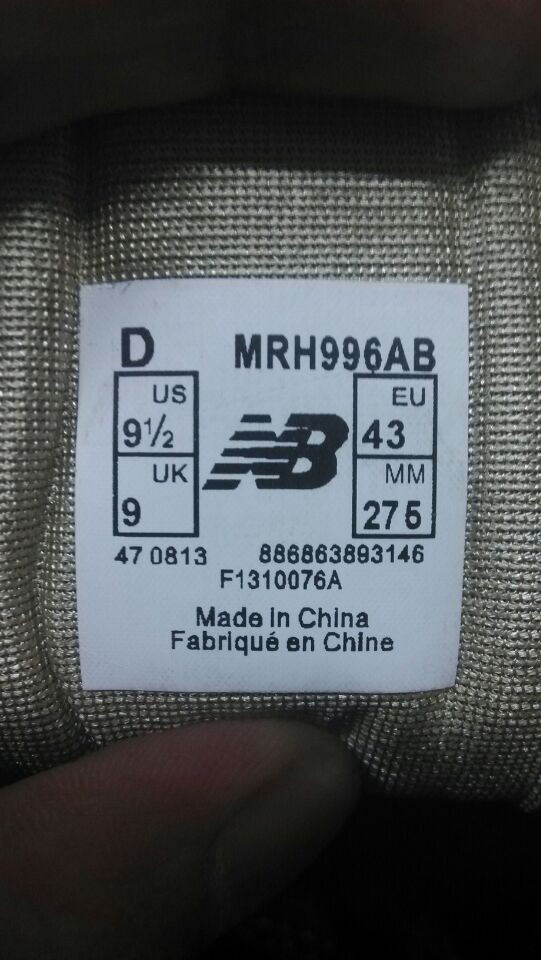 D MRH996AB
US EU
9½ 43
UK MM
9 275
NB
47 0813 886863893146
F1310076A
Made in China
Fabriqué en Chine